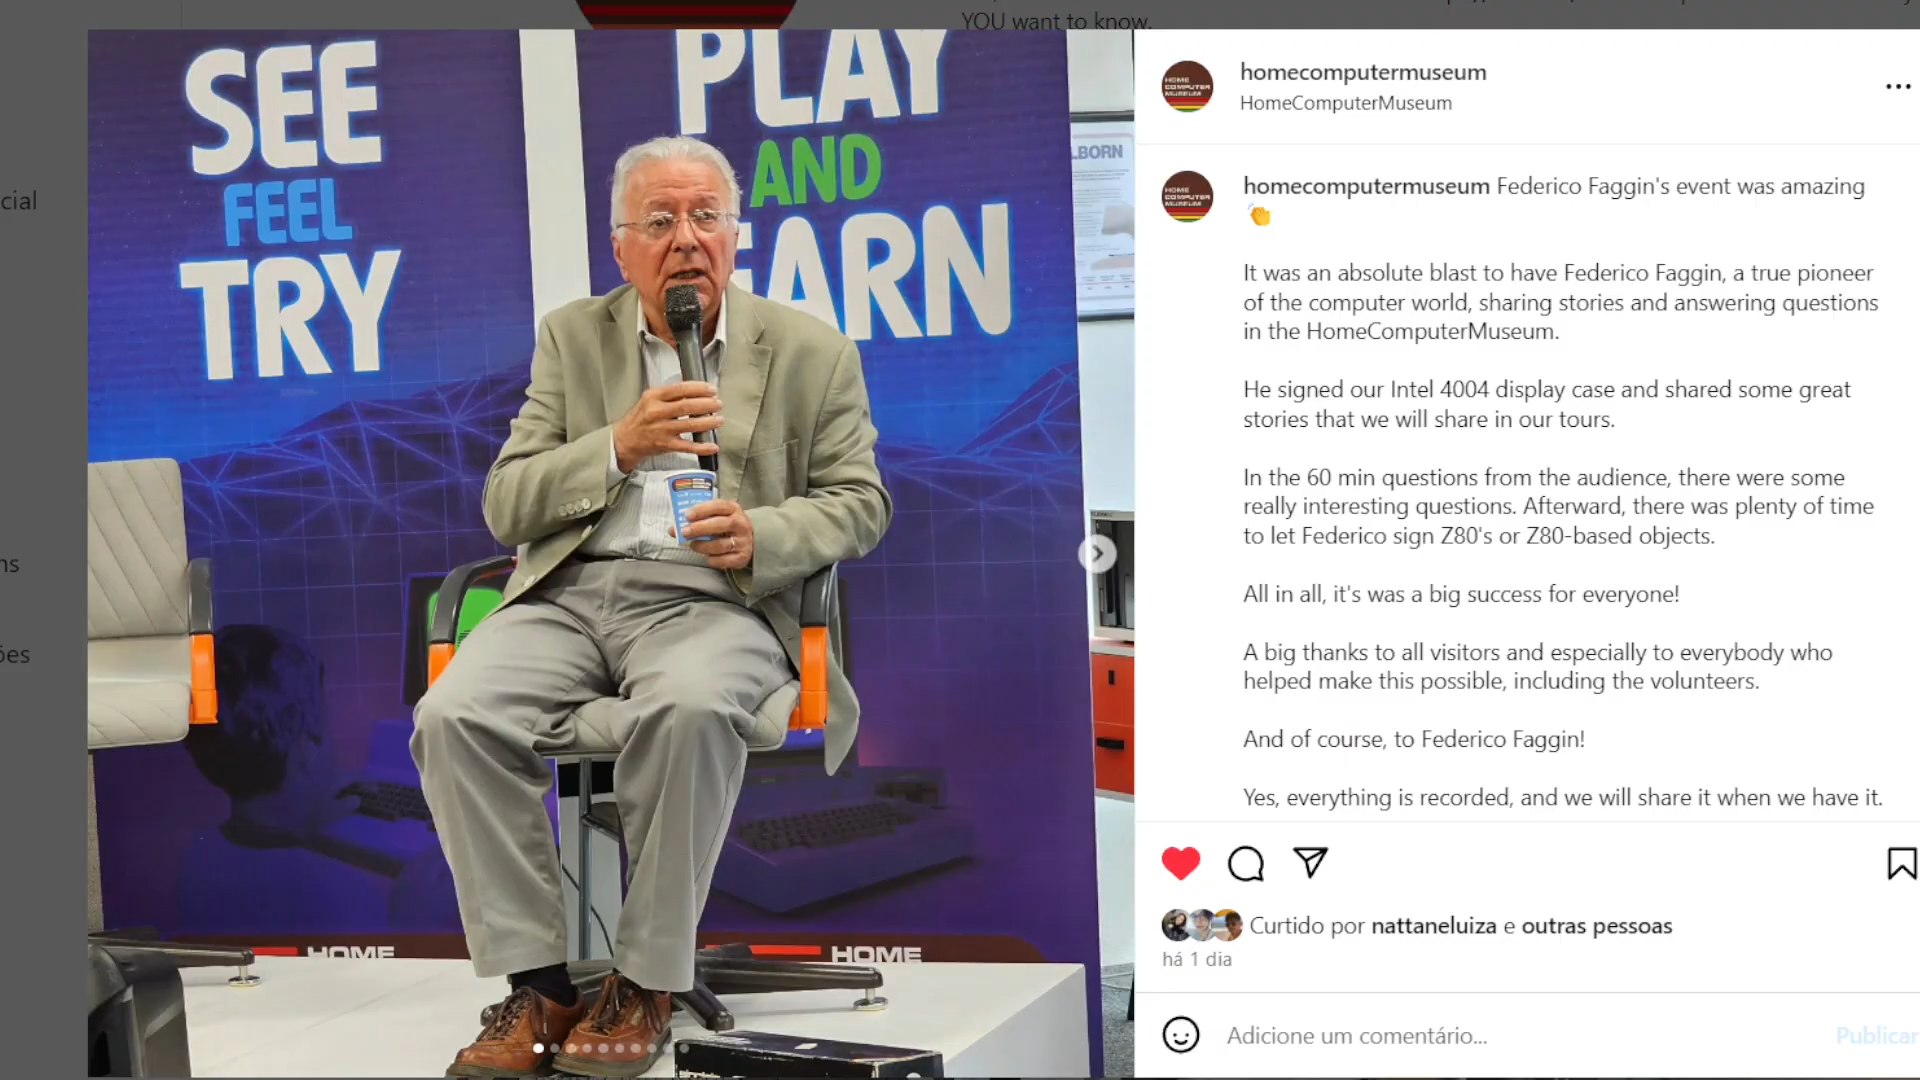 YOU want to know.
cial
ns
ões
SEE
FEEL
TRY
PLAY
AND
EARN
LBORN
HOME
HOME
HOME
COMPUTER
MUSEUM
homecomputermuseum
HomeComputerMuseum
HOME
COMPUTER
MUSEUM
homecomputermuseum Federico Faggin's event was amazing
👏
It was an absolute blast to have Federico Faggin, a true pioneer
of the computer world, sharing stories and answering questions
in the HomeComputerMuseum.
He signed our Intel 4004 display case and shared some great
stories that we will share in our tours.
In the 60 min questions from the audience, there were some
really interesting questions. Afterward, there was plenty of time
to let Federico sign Z80's or Z80-based objects.
All in all, it's was a big success for everyone!
A big thanks to all visitors and especially to everybody who
helped make this possible, including the volunteers.
And of course, to Federico Faggin!
Yes, everything is recorded, and we will share it when we have it.
Curtido por nattaneluiza e outras pessoas
há 1 dia
Adicione um comentário...
Publicar